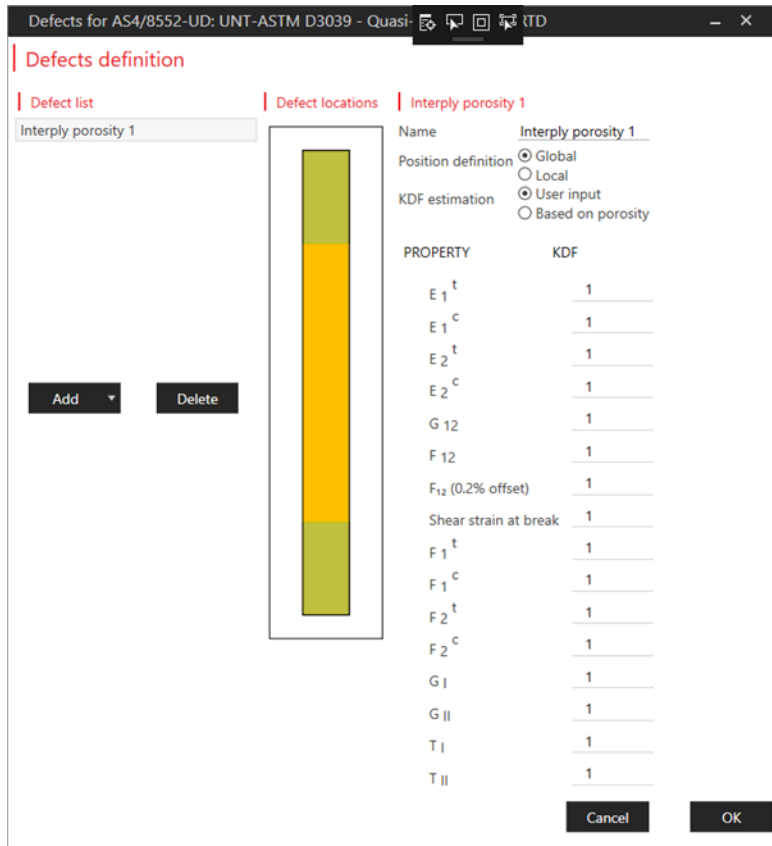 Defects for AS4/8552-UD: UNT-ASTM D3039 - Quasi- RTD
Defects definition
Defect list
Interply porosity 1
Add
Delete
Defect locations
Interply porosity 1
Name Interply porosity 1
Position definition Global
Local
KDF estimation User input
Based on porosity
PROPERTY KDF
E 1 t 1
E 1 c 1
E 2 t 1
E 2 c 1
G 12 1
F 12 1
F₁₂ (0.2% offset) 1
Shear strain at break 1
F 1 t 1
F 1 c 1
F 2 t 1
F 2 c 1
G I 1
G II 1
T I 1
T II 1
Cancel OK